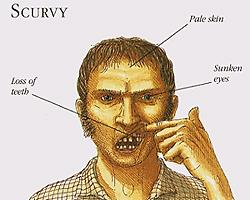 SCURVY
Pale skin
Sunken
eyes
Loss of
teeth